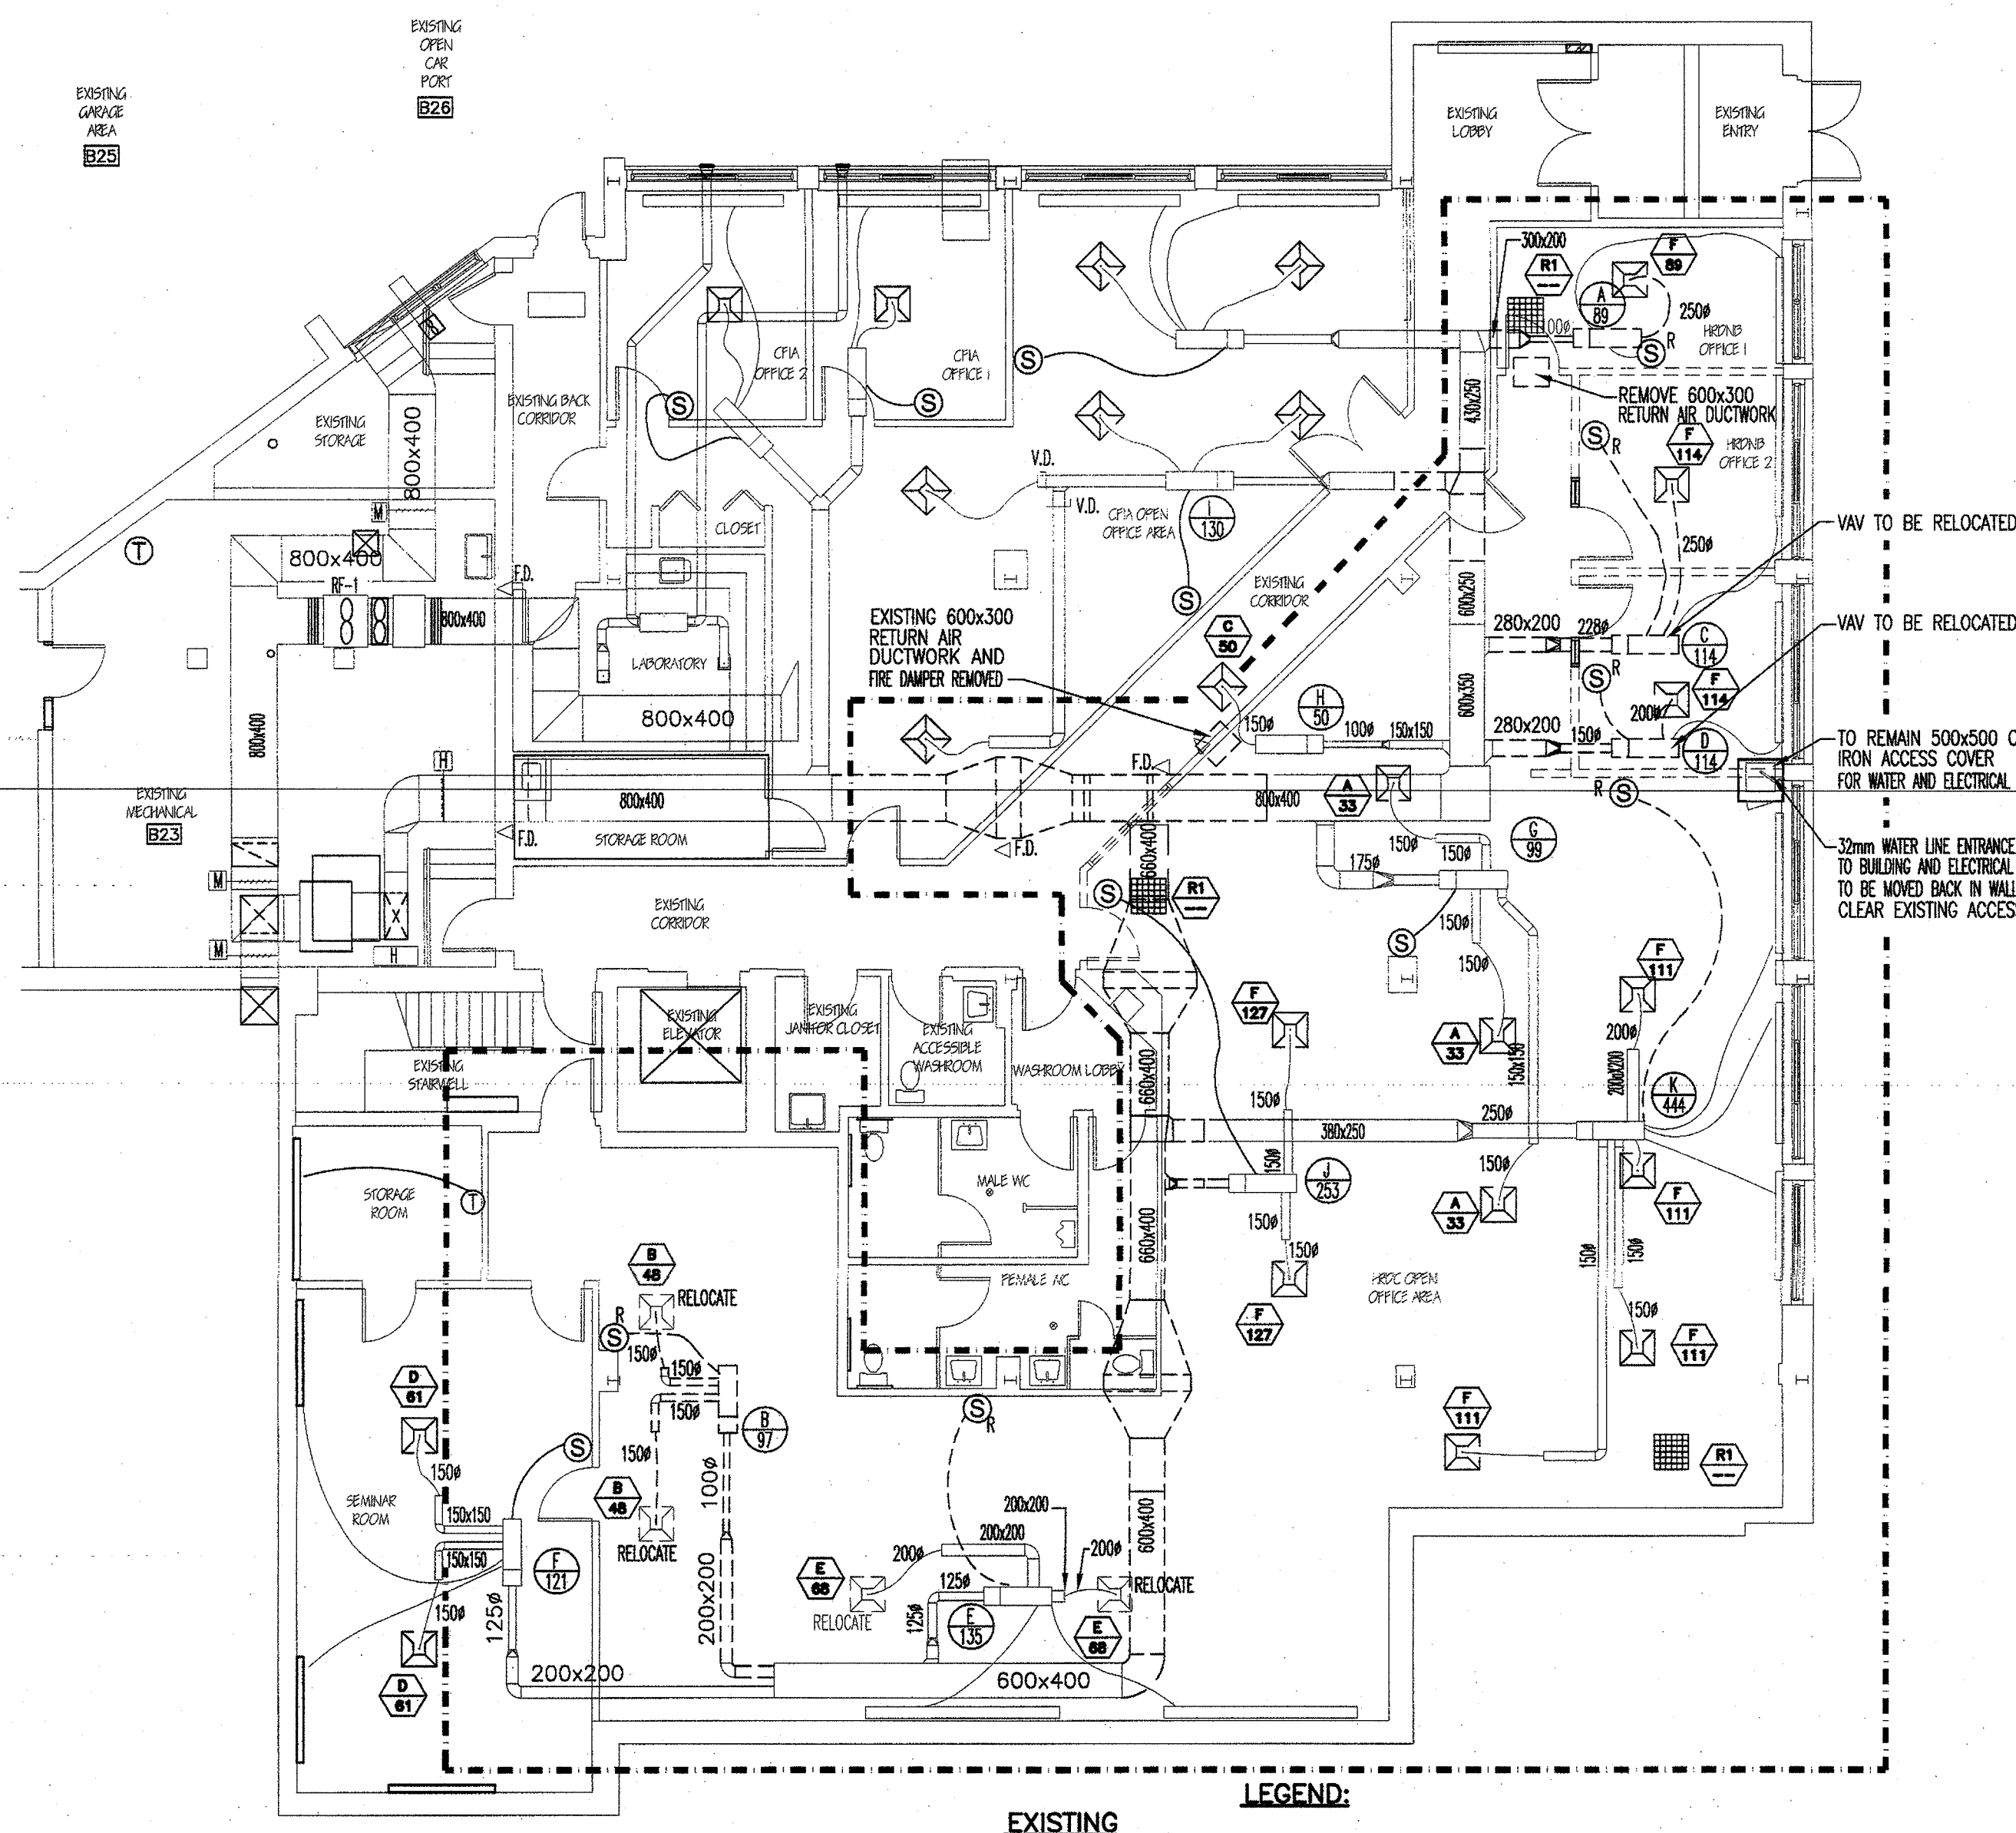 EXISTING
OPEN
CAR
PORT
B26
EXISTING
GARAGE
AREA
B25
EXISTING
LOBBY
EXISTING
ENTRY
300x200
R1
---
F
89
A
89
250ø
R
S
HRDNB
OFFICE 1
REMOVE 600x300
RETURN AIR DUCTWORK
CFIA
OFFICE 2
CFIA
OFFICE 1
S
S
S
430x250
S
R
F
114
HRDNB
OFFICE 2
EXISTING BACK
CORRIDOR
EXISTING
STORAGE
800x400
M
V.D.
V.D.
CFIA OPEN
OFFICE AREA
I
130
CLOSET
T
800x400
RF-1
F.D.
800x400
250ø
VAV TO BE RELOCATED
EXISTING
CORRIDOR
S
600x250
EXISTING 600x300
RETURN AIR
DUCTWORK AND
FIRE DAMPER REMOVED
C
50
280x200
228ø
C
114
VAV TO BE RELOCATED
LABORATORY
R
S
F
114
H
50
600x350
800x400
800x400
150ø
100ø
150x150
280x200
150ø
200ø
D
114
TO REMAIN 500x500 C
IRON ACCESS COVER
FOR WATER AND ELECTRICAL
H
F.D.
A
33
800x400
R
S
EXISTING
MECHANICAL
B23
800x400
F.D.
STORAGE ROOM
F.D.
660x400
150ø
150ø
G
99
32mm WATER LINE ENTRANCE
TO BUILDING AND ELECTRICAL
TO BE MOVED BACK IN WALL
CLEAR EXISTING ACCES
M
175ø
S
R1
---
EXISTING
CORRIDOR
150ø
S
M
H
150ø
F
111
F
127
EXISTING
ELEVATOR
EXISTING
JANITOR CLOSET
EXISTING
ACCESSIBLE
WASHROOM
WASHROOM LOBBY
A
33
200ø
EXISTING
STAIRWELL
660x400
150ø
150x150
200x200
K
444
380x250
250ø
STORAGE
ROOM
T
MALE WC
150ø
J
253
150ø
A
33
F
111
660x400
150ø
B
48
150ø
150ø
150ø
FEMALE WC
HRDC OPEN
OFFICE AREA
RELOCATE
R
S
F
127
150ø
F
111
150ø
150ø
150ø
D
61
S
R
F
111
B
97
S
150ø
150ø
B
48
100ø
R1
---
SEMINAR
ROOM
150x150
150x150
RELOCATE
200x200
200x200
600x400
200ø
200ø
F
121
E
68
125ø
RELOCATE
RELOCATE
150ø
125ø
200x200
125ø
E
135
E
68
D
61
200x200
600x400
LEGEND:
EXISTING